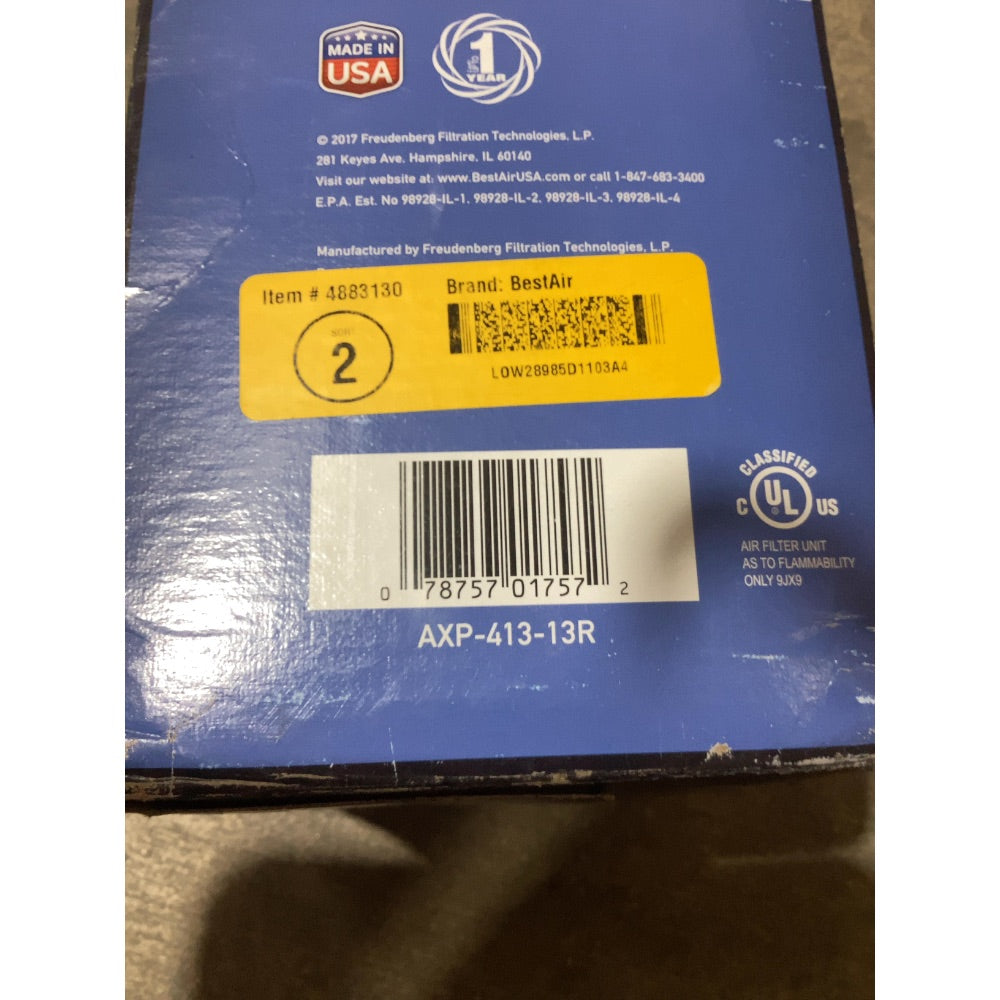 MADE IN
USA
UP TO
1
YEAR
© 2017 Freudenberg Filtration Technologies, L.P.
281 Keyes Ave. Hampshire, IL 60140
Visit our website at: www.BestAirUSA.com or call 1-847-683-3400
E.P.A. Est. No 98928-IL-1, 98928-IL-2, 98928-IL-3, 98928-IL-4
Manufactured by Freudenberg Filtration Technologies, L.P.
Item # 4883130
Brand: BestAir
SORT
2
LOW28985D1103A4
0 78757 01757 2
AXP-413-13R
CLASSIFIED
C UL US
®
AIR FILTER UNIT
AS TO FLAMMABILITY
ONLY 9JX9